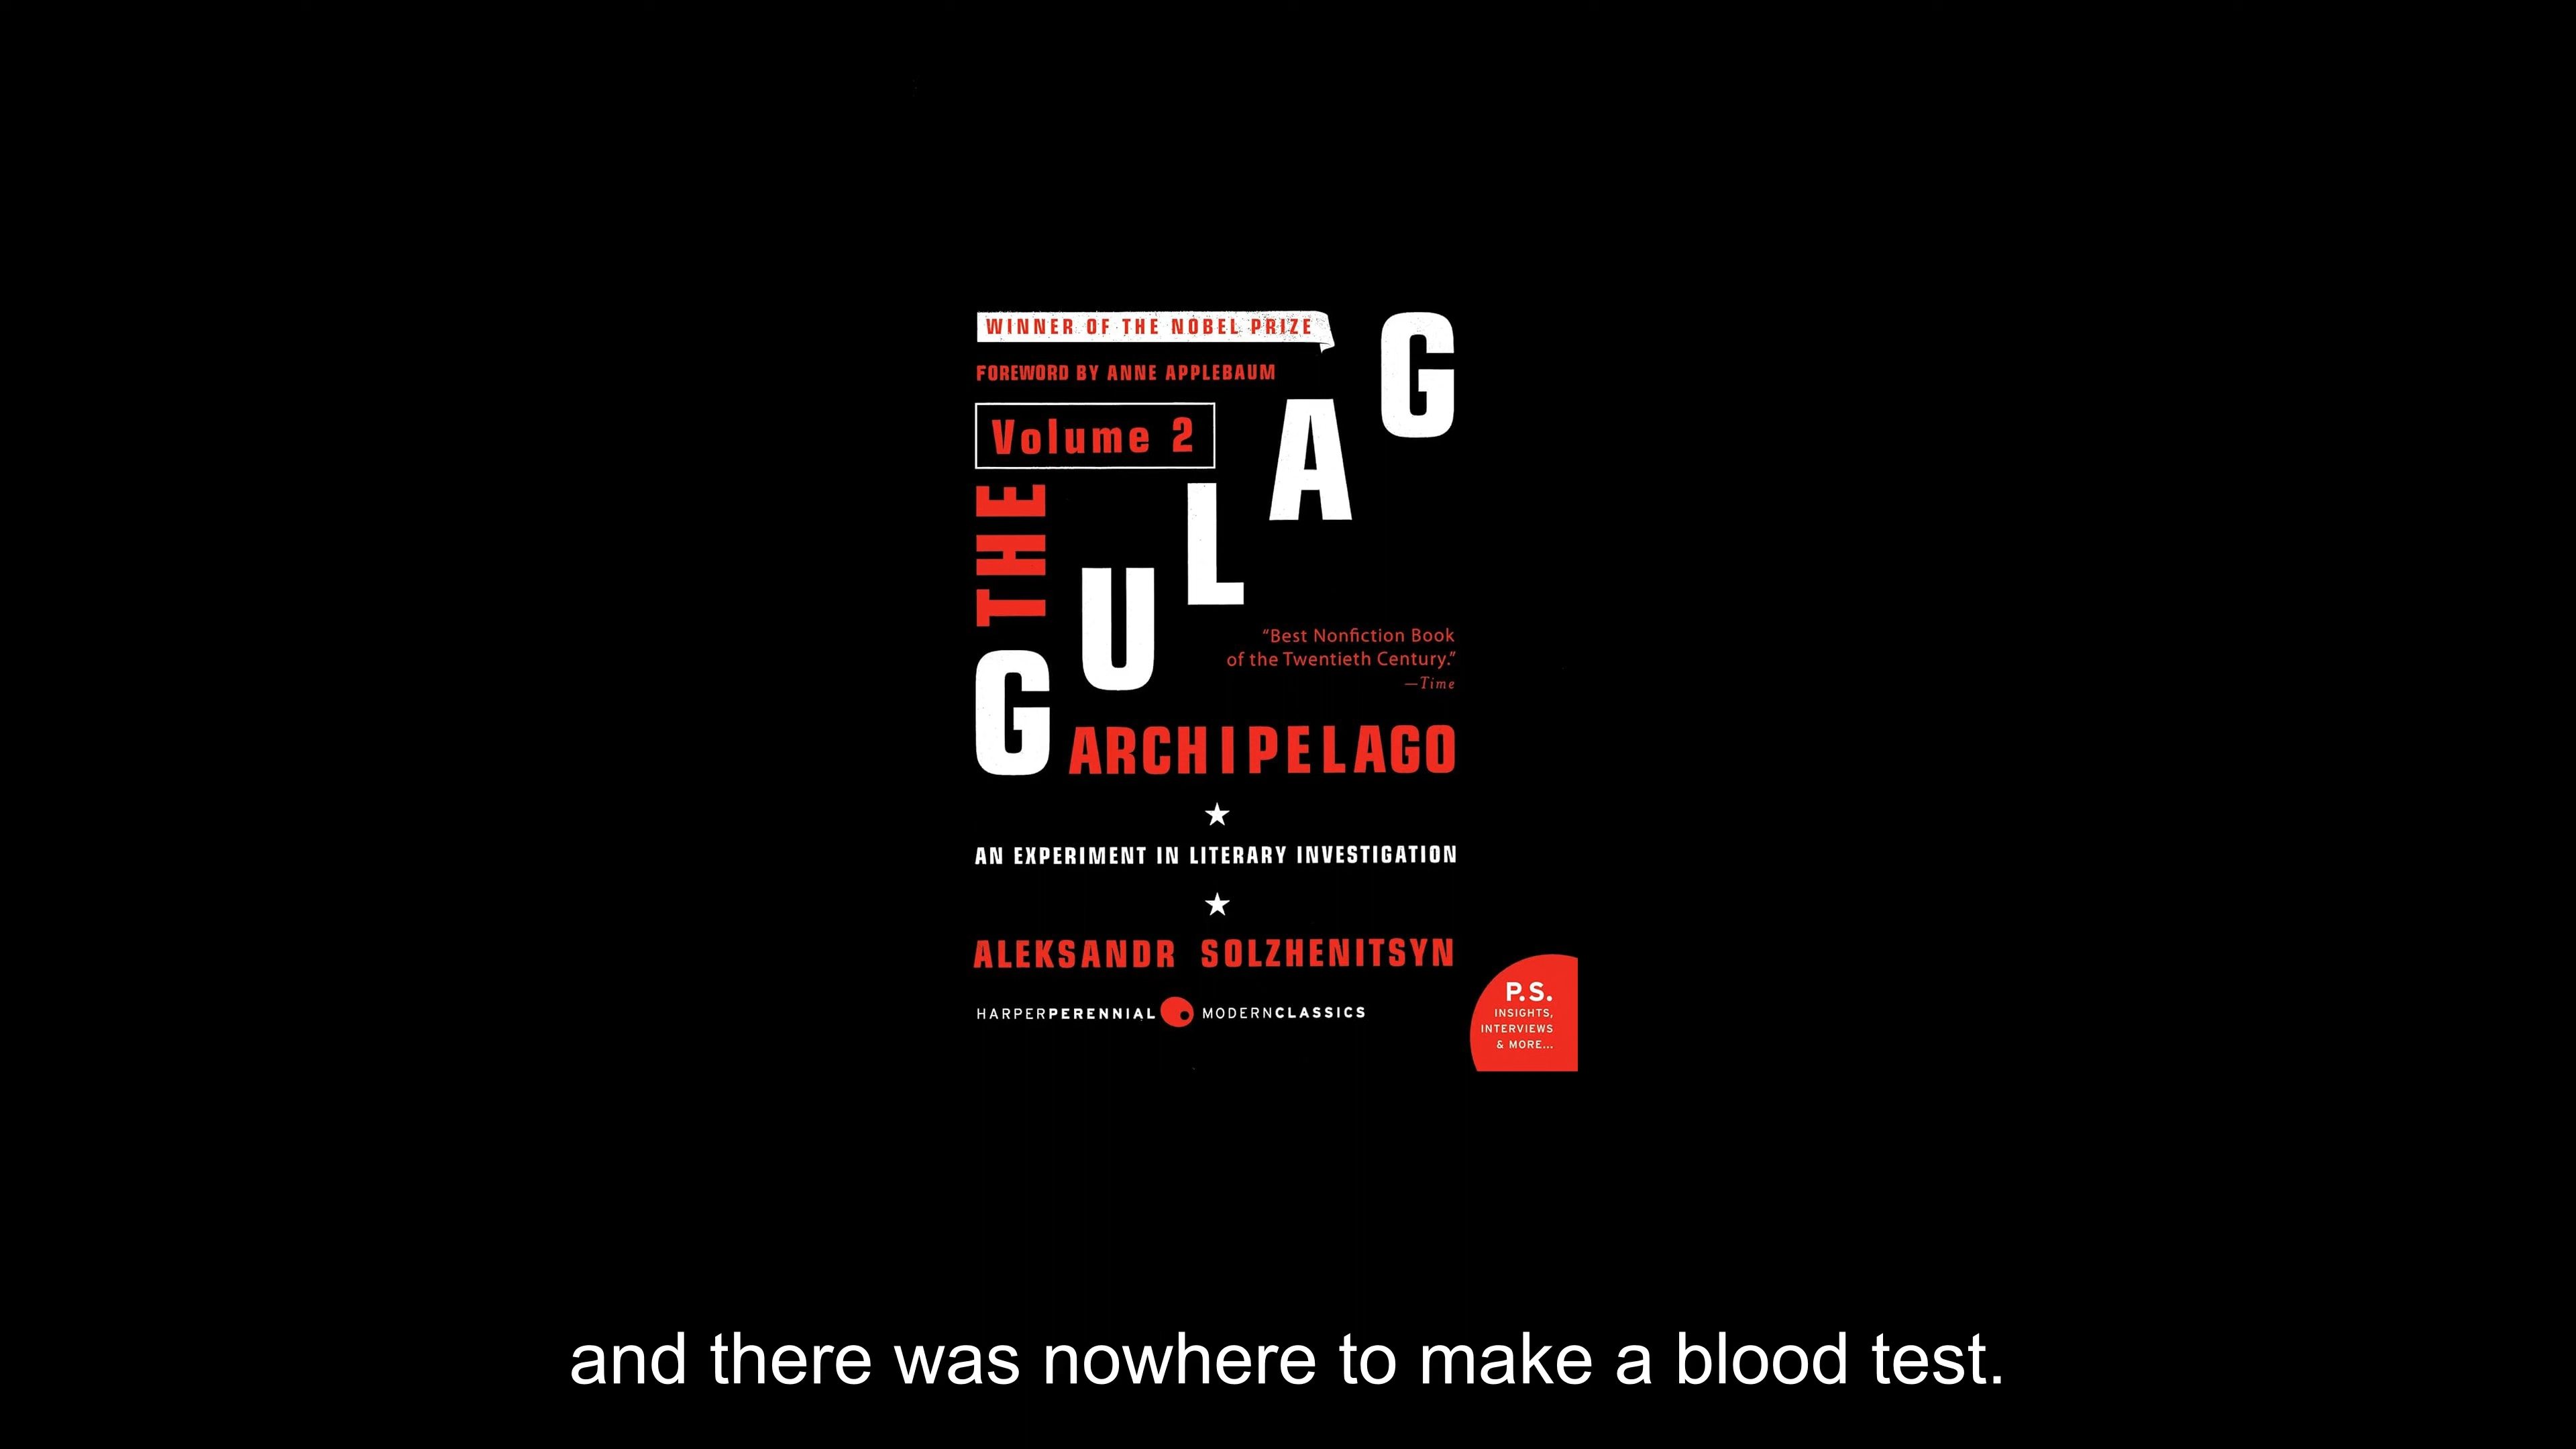 WINNER OF THE NOBEL PRIZE
FOREWORD BY ANNE APPLEBAUM
Volume 2
THE
GULAG
"Best Nonfiction Book
of the Twentieth Century."
—Time
ARCHIPELAGO
AN EXPERIMENT IN LITERARY INVESTIGATION
ALEKSANDR SOLZHENITSYN
HARPERPERENNIAL MODERNCLASSICS
P.S.
INSIGHTS,
INTERVIEWS
& MORE...
and there was nowhere to make a blood test.